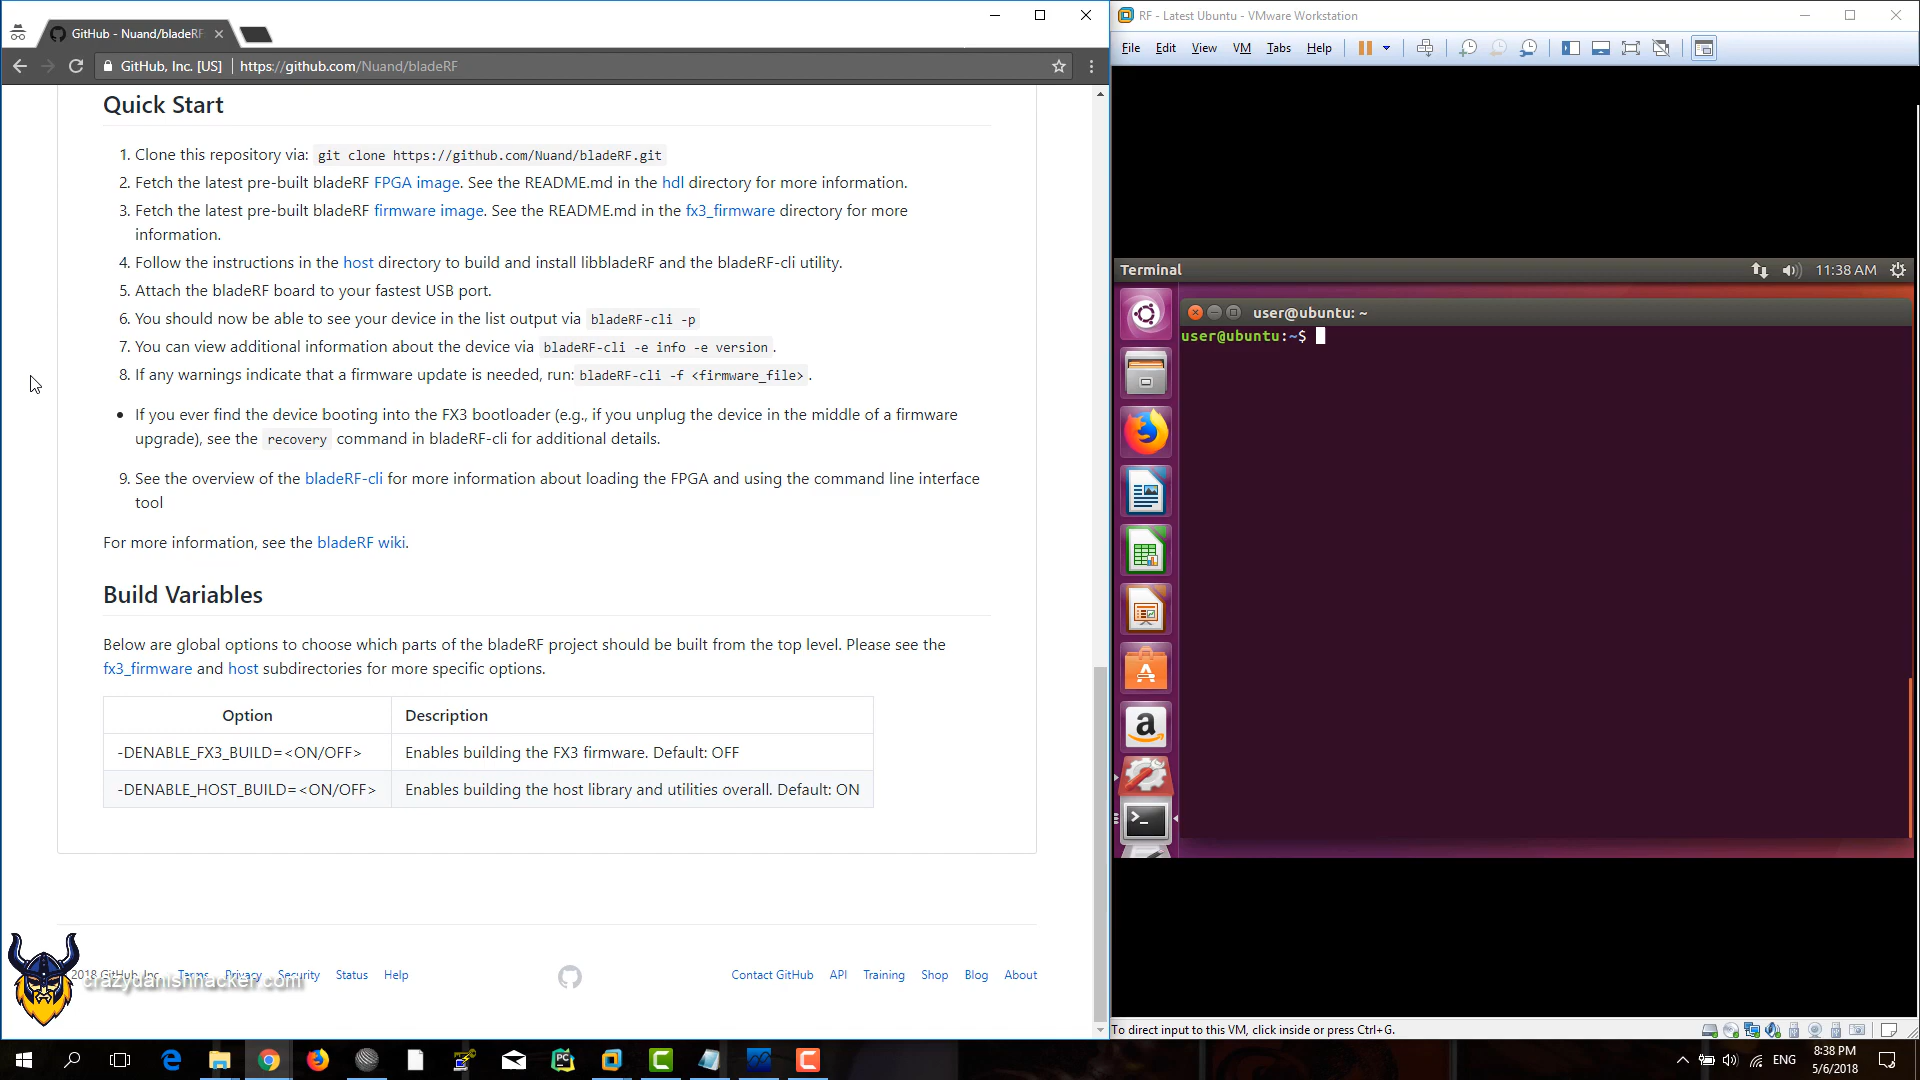 GitHub - Nuand/bladeRF
GitHub, Inc. [US] https://github.com/Nuand/bladeRF
Quick Start
1. Clone this repository via: git clone https://github.com/Nuand/bladeRF.git
2. Fetch the latest pre-built bladeRF FPGA image. See the README.md in the hdl directory for more information.
3. Fetch the latest pre-built bladeRF firmware image. See the README.md in the fx3_firmware directory for more
information.
4. Follow the instructions in the host directory to build and install libbladeRF and the bladeRF-cli utility.
5. Attach the bladeRF board to your fastest USB port.
6. You should now be able to see your device in the list output via bladeRF-cli -p
7. You can view additional information about the device via bladeRF-cli -e info -e version.
8. If any warnings indicate that a firmware update is needed, run: bladeRF-cli -f <firmware_file>.
• If you ever find the device booting into the FX3 bootloader (e.g., if you unplug the device in the middle of a firmware
upgrade), see the recovery command in bladeRF-cli for additional details.
9. See the overview of the bladeRF-cli for more information about loading the FPGA and using the command line interface
tool
For more information, see the bladeRF wiki.
Build Variables
Below are global options to choose which parts of the bladeRF project should be built from the top level. Please see the
fx3_firmware and host subdirectories for more specific options.
Option Description
-DENABLE_FX3_BUILD=<ON/OFF> Enables building the FX3 firmware. Default: OFF
-DENABLE_HOST_BUILD=<ON/OFF> Enables building the host library and utilities overall. Default: ON
2018 GitHub, Inc. Terms Privacy Security Status Help Contact GitHub API Training Shop Blog About
crazydanishhacker.com
RF - Latest Ubuntu - VMware Workstation
File Edit View VM Tabs Help
Terminal 11:38 AM
user@ubuntu: ~
user@ubuntu:~$
To direct input to this VM, click inside or press Ctrl+G.
ENG 8:38 PM
5/6/2018